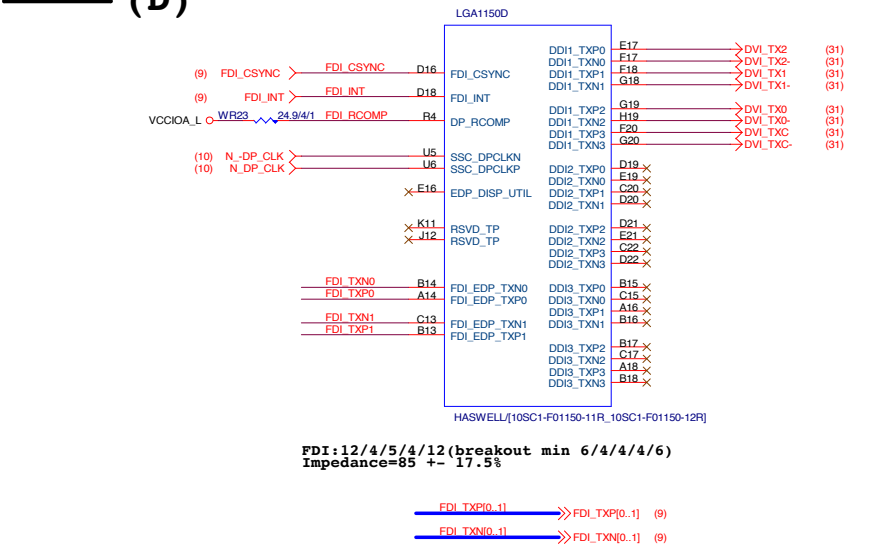 (D)
LGA1150D
(9) FDI_CSYNC FDI_CSYNC D16 FDI_CSYNC
(9) FDI_INT FDI_INT D18 FDI_INT
VCCIOA_L WR23 24.9/4/1 FDI_RCOMP R4 DP_RCOMP
(10) N_-DP_CLK U5 SSC_DPCLKN
(10) N_DP_CLK U6 SSC_DPCLKP
E16 EDP_DISP_UTIL
K11 RSVD_TP
J12 RSVD_TP
FDI_TXN0 B14 FDI_EDP_TXN0
FDI_TXP0 A14 FDI_EDP_TXP0
FDI_TXN1 C13 FDI_EDP_TXN1
FDI_TXP1 B13 FDI_EDP_TXP1
DDI1_TXP0 E17 DVI_TX2 (31)
DDI1_TXN0 F17 DVI_TX2- (31)
DDI1_TXP1 F18 DVI_TX1 (31)
DDI1_TXN1 G18 DVI_TX1- (31)
DDI1_TXP2 G19 DVI_TX0 (31)
DDI1_TXN2 H19 DVI_TX0- (31)
DDI1_TXP3 F20 DVI_TXC (31)
DDI1_TXN3 G20 DVI_TXC- (31)
DDI2_TXP0 D19
DDI2_TXN0 E19
DDI2_TXP1 C20
DDI2_TXN1 D20
DDI2_TXP2 D21
DDI2_TXN2 E21
DDI2_TXP3 C22
DDI2_TXN3 D22
DDI3_TXP0 B15
DDI3_TXN0 C15
DDI3_TXP1 A16
DDI3_TXN1 B16
DDI3_TXP2 B17
DDI3_TXN2 C17
DDI3_TXP3 A18
DDI3_TXN3 B18
HASWELL/[10SC1-F01150-11R_10SC1-F01150-12R]
FDI:12/4/5/4/12(breakout min 6/4/4/4/6)
Impedance=85 +- 17.5%
FDI_TXP[0..1] FDI_TXP[0..1] (9)
FDI_TXN[0..1] FDI_TXN[0..1] (9)